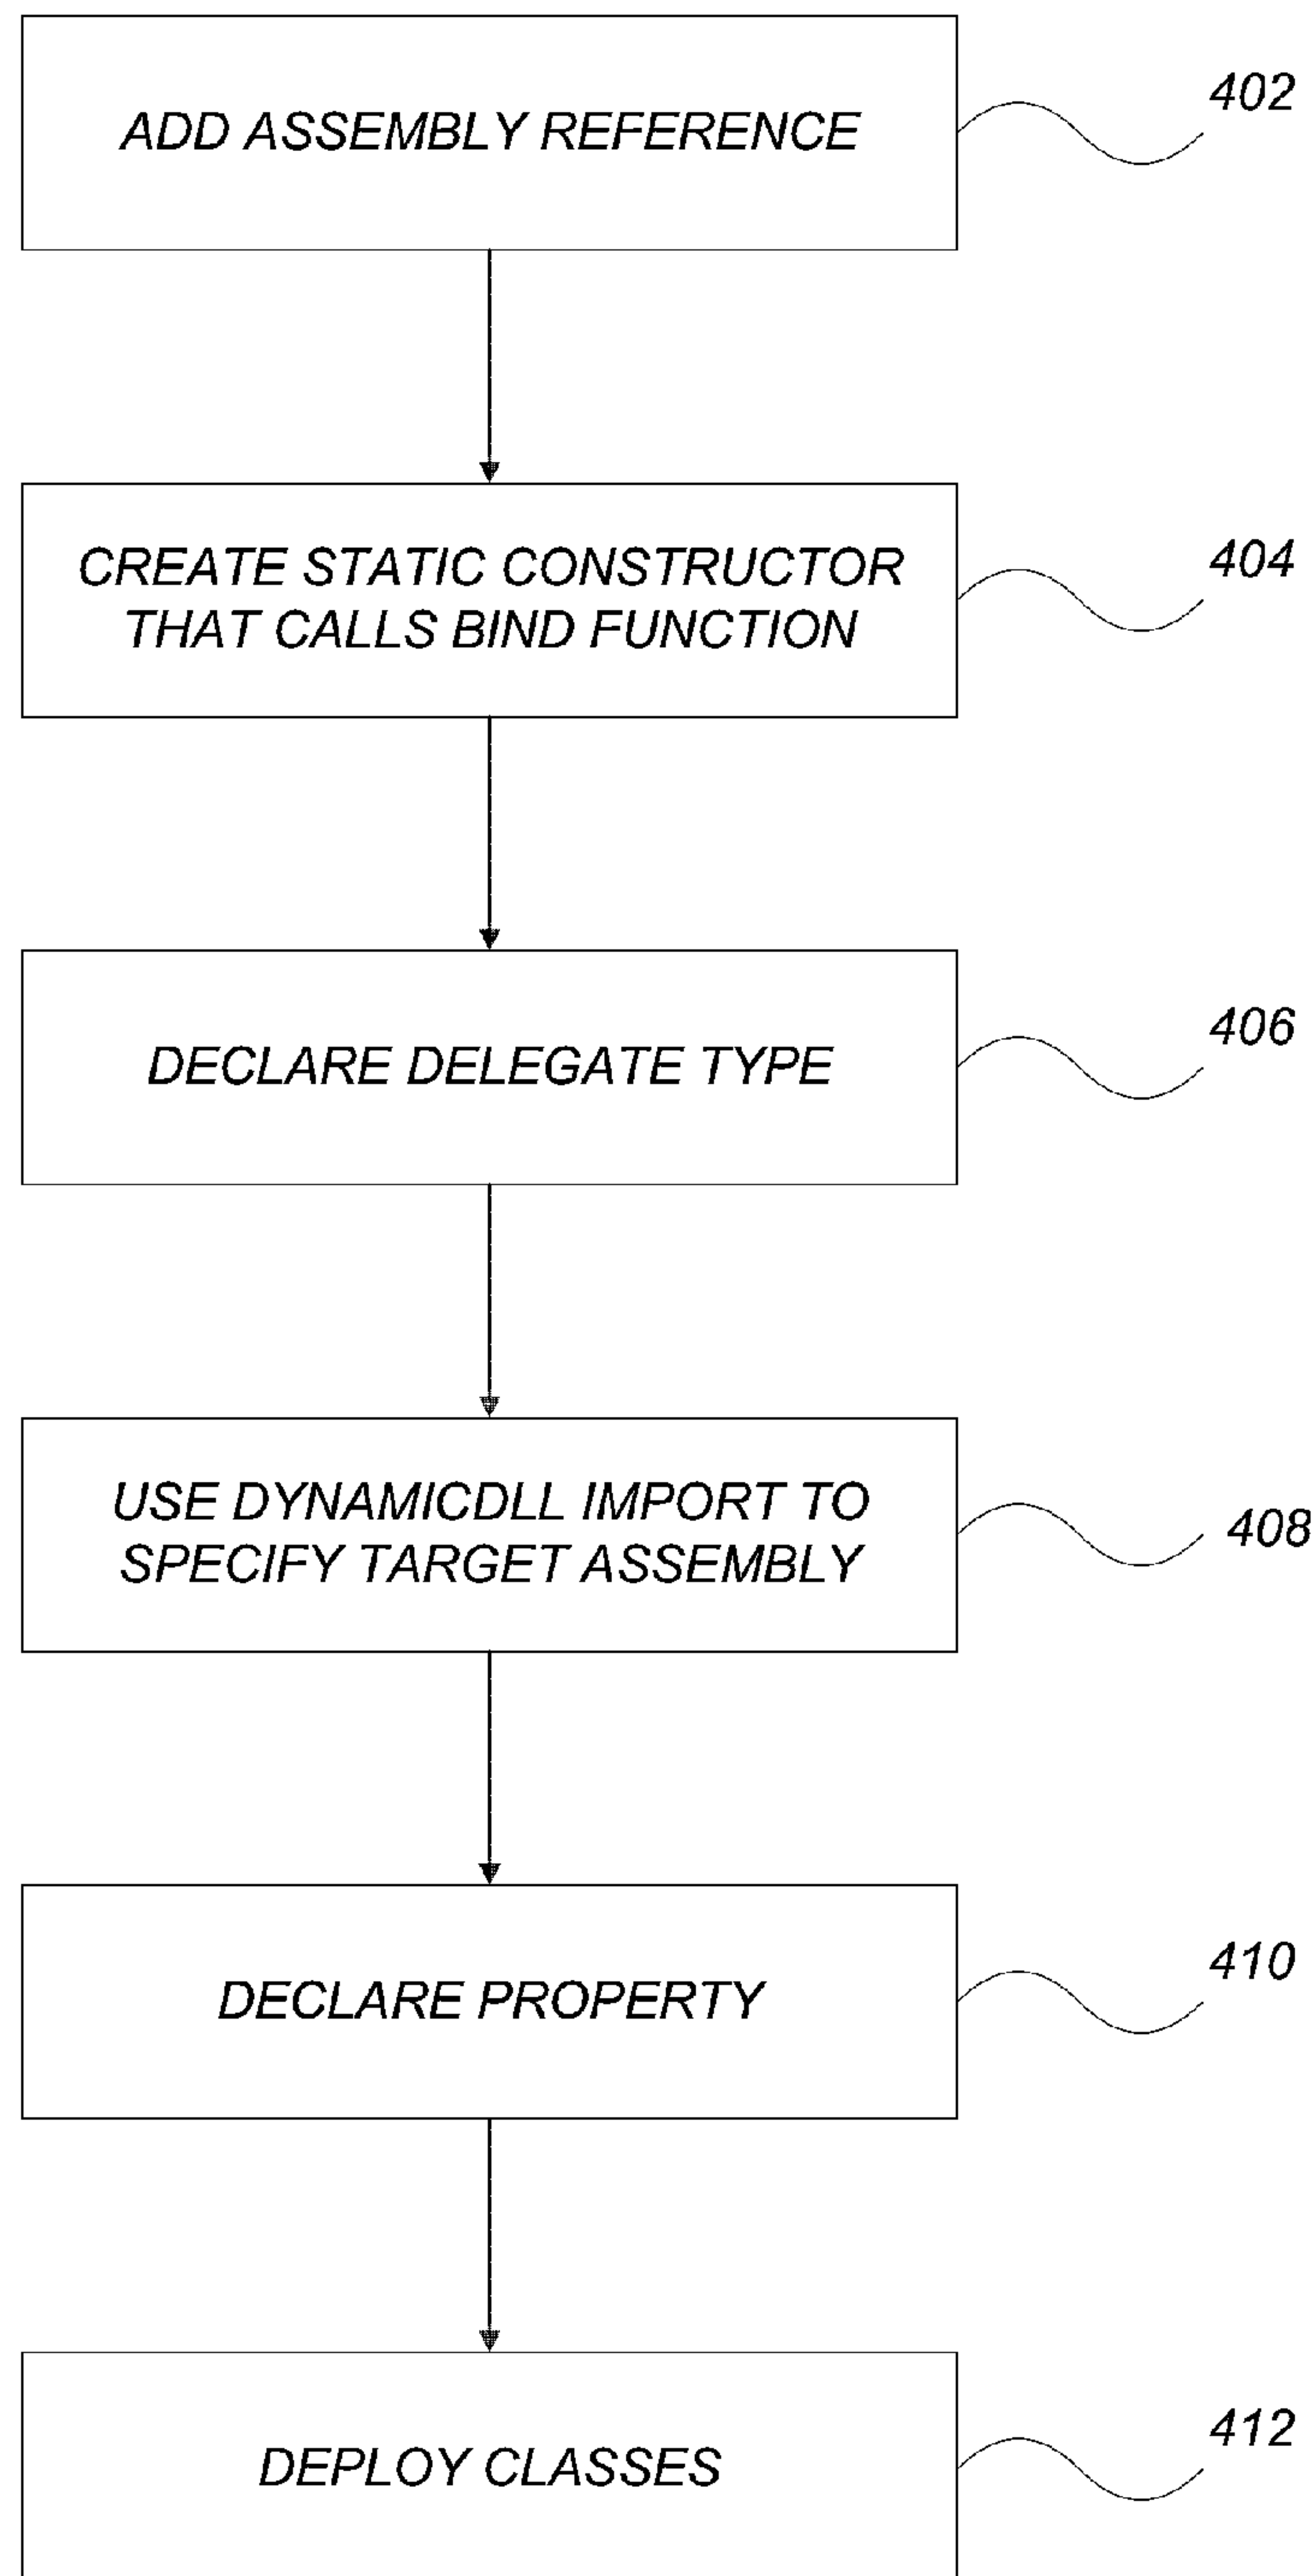 ADD ASSEMBLY REFERENCE
402
CREATE STATIC CONSTRUCTOR
THAT CALLS BIND FUNCTION
404
DECLARE DELEGATE TYPE
406
USE DYNAMICDLL IMPORT TO
SPECIFY TARGET ASSEMBLY
408
DECLARE PROPERTY
410
DEPLOY CLASSES
412